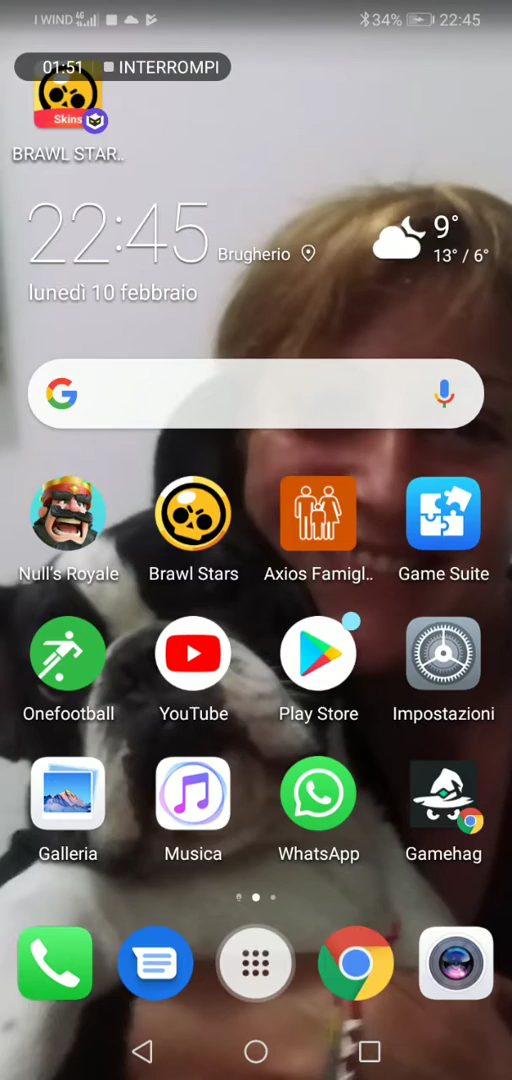 I WIND 4G 34% 22:45
01:51 INTERROMPI
Skins
BRAWL STAR..
22:45 Brugherio 9°
13° / 6°
lunedì 10 febbraio
G
Null's Royale Brawl Stars Axios Famigl.. Game Suite
Onefootball YouTube Play Store Impostazioni
Galleria Musica WhatsApp Gamehag